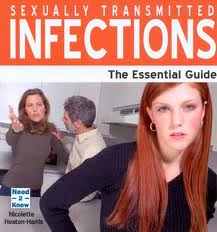 SEXUALLY TRANSMITTED
INFECTIONS
The Essential Guide
Need
-2-
Know
Nicolette
Heaton-Harris